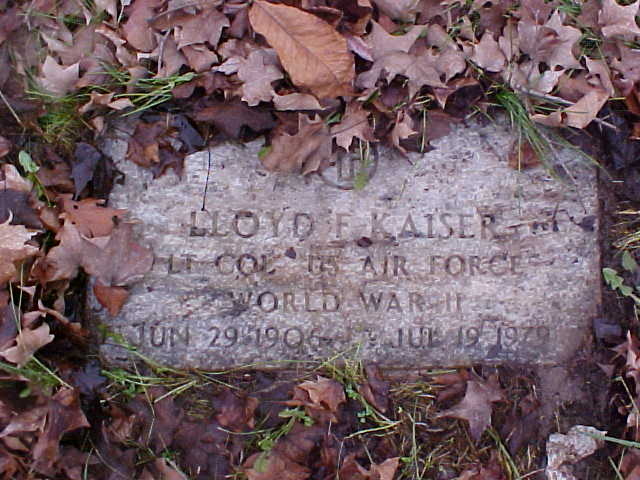 LLOYD F KAISER
LT COL US AIR FORCE
WORLD WAR II
JUN 29 1906 JUL 19 1979